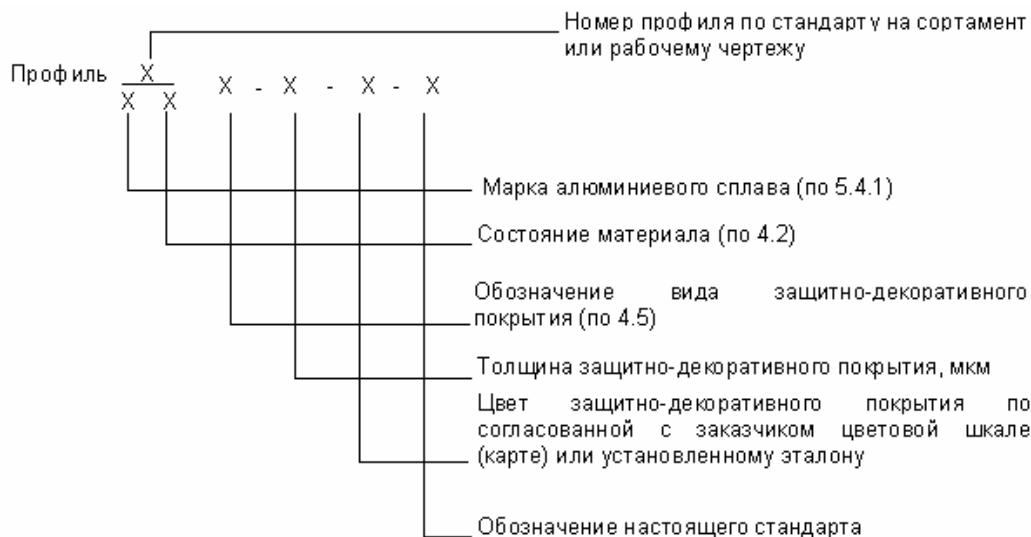 Номер профиля по стандарту на сортамент
или рабочему чертежу
Профиль X
X X X - X - X - X
Марка алюминиевого сплава (по 5.4.1)
Состояние материала (по 4.2)
Обозначение вида защитно-декоративного
покрытия (по 4.5)
Толщина защитно-декоративного покрытия, мкм
Цвет защитно-декоративного покрытия по
согласованной с заказчиком цветовой шкале
(карте) или установленному эталону
Обозначение настоящего стандарта